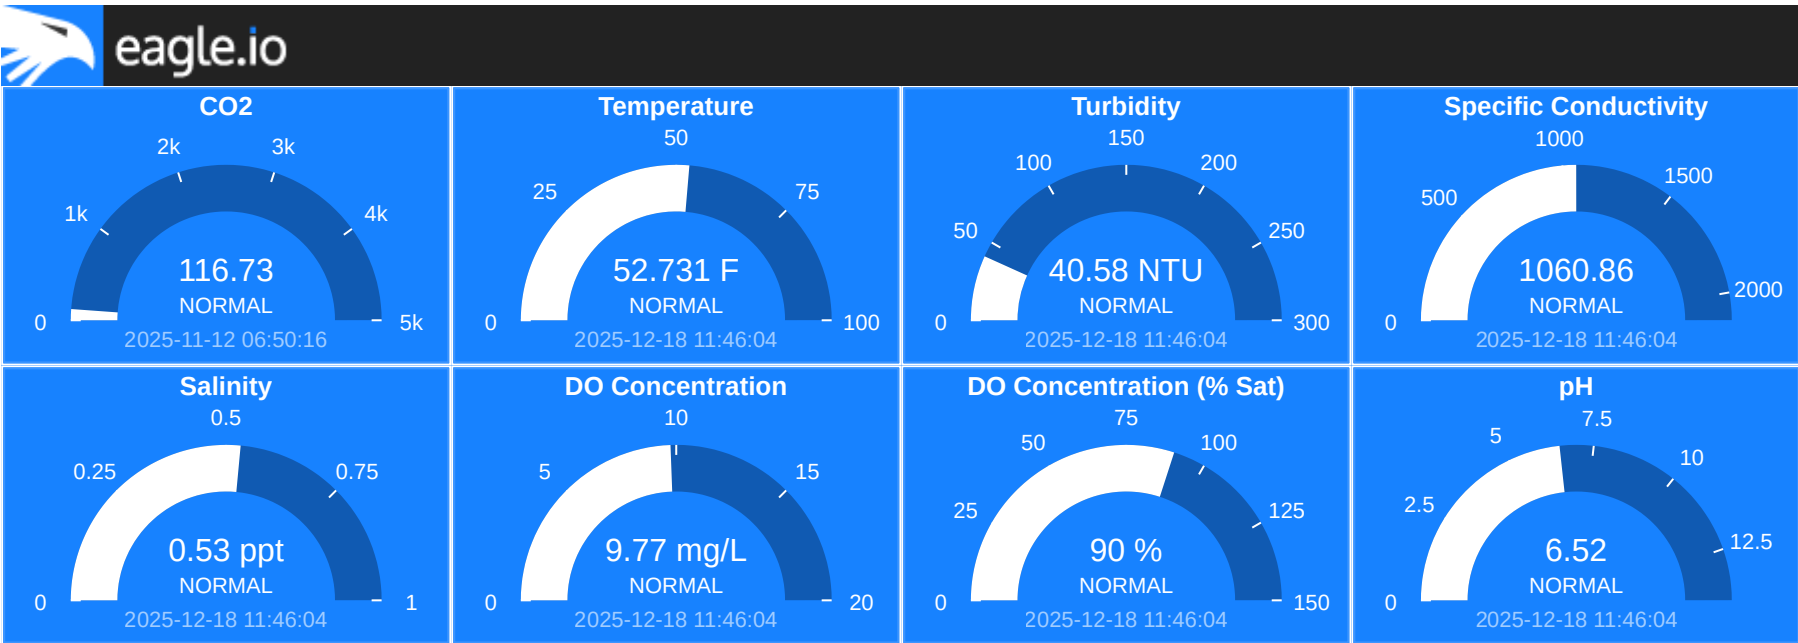 eagle.io
CO2
0
1k
2k
3k
4k
5k
116.73
NORMAL
2025-11-12 06:50:16
Temperature
0
25
50
75
100
52.731 F
NORMAL
2025-12-18 11:46:04
Turbidity
0
50
100
150
200
250
300
40.58 NTU
NORMAL
2025-12-18 11:46:04
Specific Conductivity
0
500
1000
1500
2000
1060.86
NORMAL
2025-12-18 11:46:04
Salinity
0
0.25
0.5
0.75
1
0.53 ppt
NORMAL
2025-12-18 11:46:04
DO Concentration
0
5
10
15
20
9.77 mg/L
NORMAL
2025-12-18 11:46:04
DO Concentration (% Sat)
0
25
50
75
100
125
150
90 %
NORMAL
2025-12-18 11:46:04
pH
0
2.5
5
7.5
10
12.5
6.52
NORMAL
2025-12-18 11:46:04